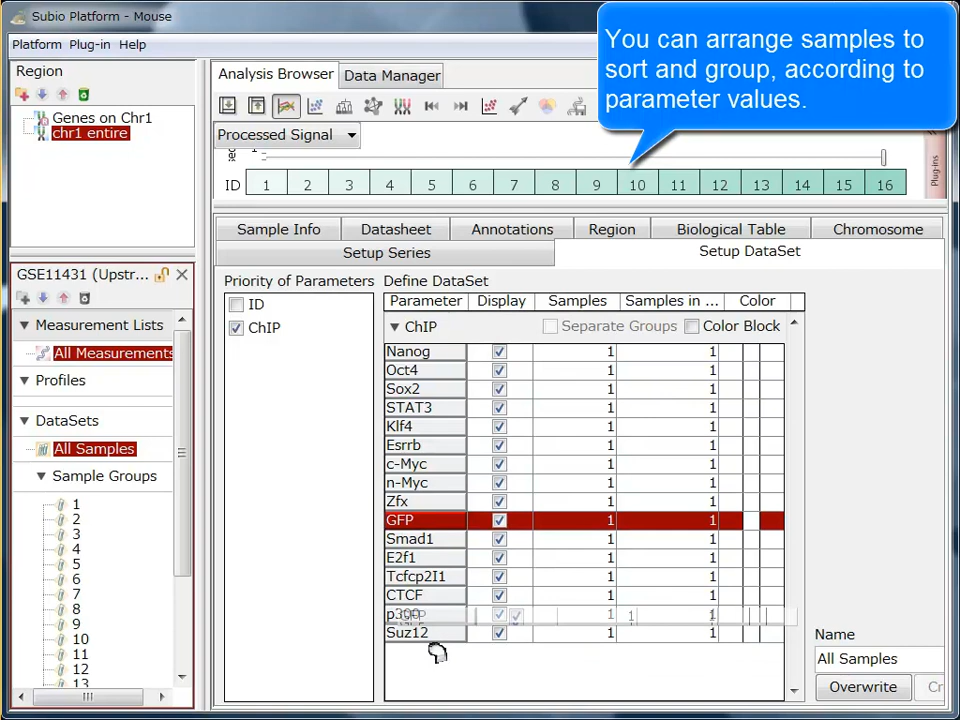 Subio Platform - Mouse
You can arrange samples to
sort and group, according to
parameter values.
Platform Plug-in Help
Region
Genes on Chr1
chr1 entire
Analysis Browser Data Manager
Processed Signal
ID 1 2 3 4 5 6 7 8 9 10 11 12 13 14 15 16
Plug-ins
Sample Info Datasheet Annotations Region Biological Table Chromosome
Setup Series Setup DataSet
GSE11431 (Upstr...
Measurement Lists
All Measurements
Profiles
DataSets
All Samples
Sample Groups
1
2
3
4
5
6
7
8
9
10
11
12
13
Priority of Parameters
ID
ChIP
Define DataSet
Parameter Display Samples Samples in ... Color
ChIP Separate Groups Color Block
Nanog 1 1
Oct4 1 1
Sox2 1 1
STAT3 1 1
Klf4 1 1
Esrrb 1 1
c-Myc 1 1
n-Myc 1 1
Zfx 1 1
GFP 1 1
Smad1 1 1
E2f1 1 1
Tcfcp2I1 1 1
CTCF 1 1
p300 1 1
Suz12 1 1
Name
All Samples
Overwrite Cr